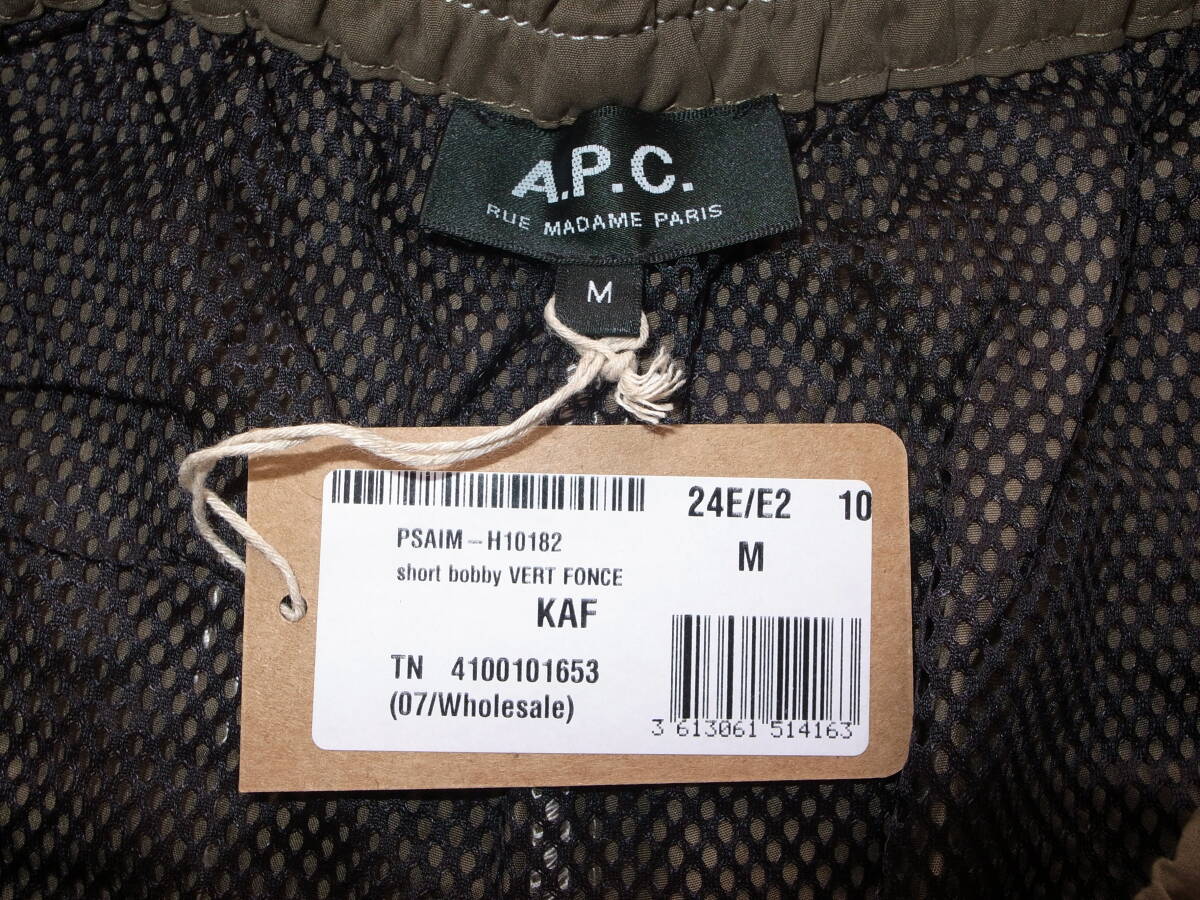 A.P.C.
RUE MADAME PARIS
M
24E/E2 10
M
PSAIM-H10182
short bobby VERT FONCE
KAF
TN 4100101653
(07/Wholesale)
3 613061 514163